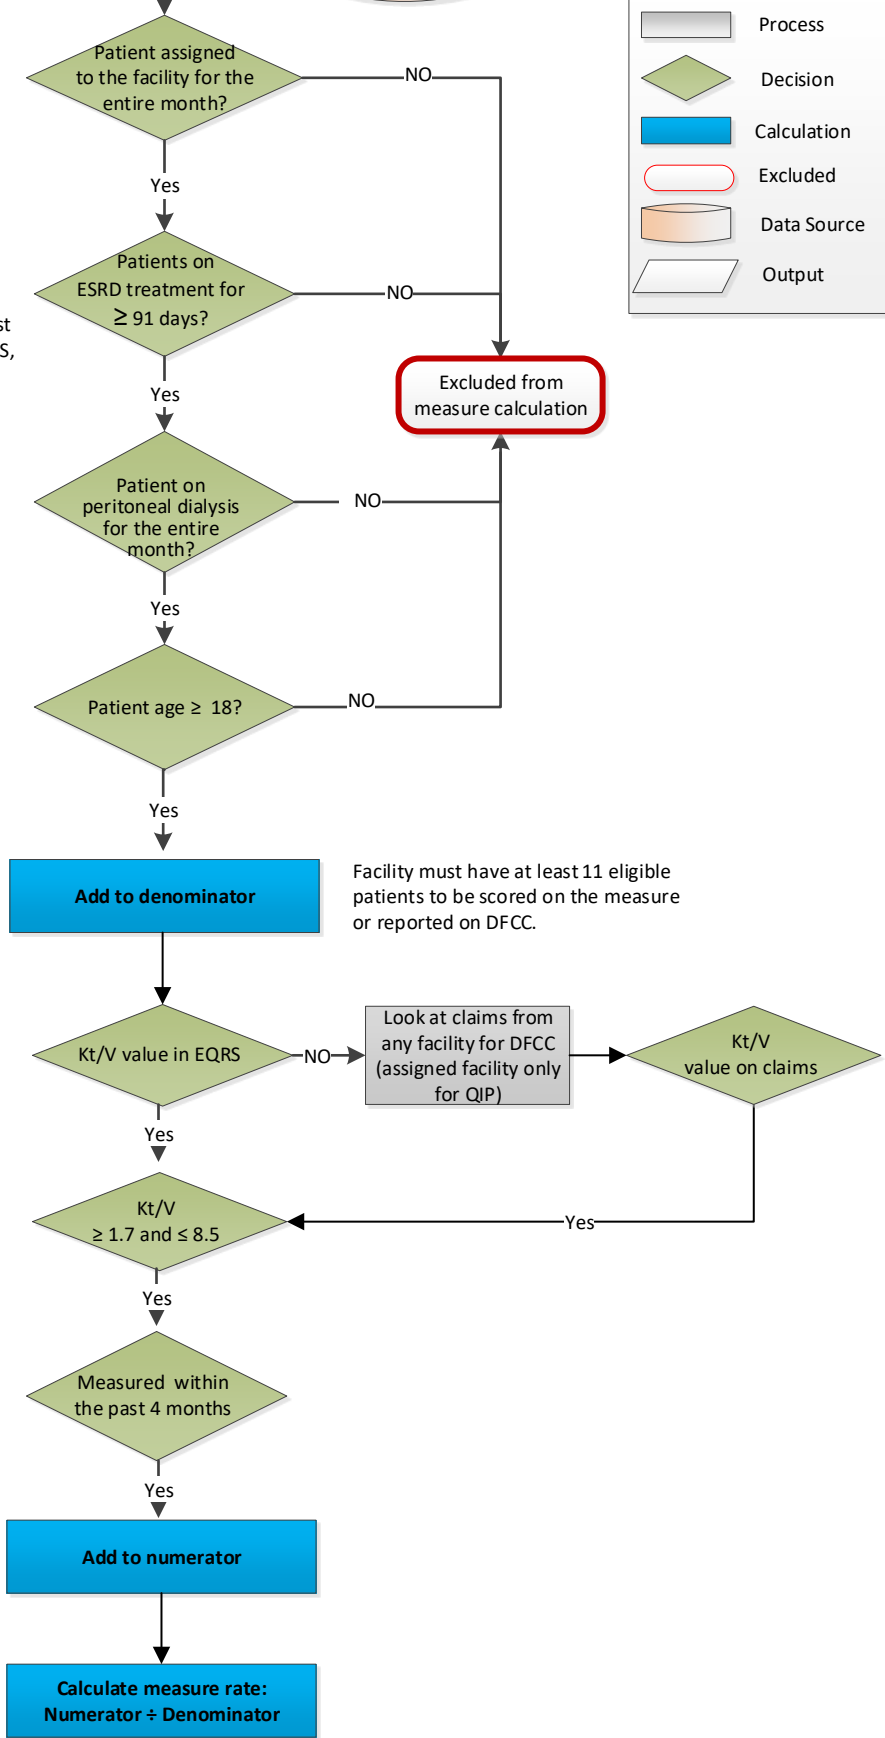 Patient assigned
to the facility for the
entire month?
NO
Process
Decision
Calculation
Excluded
Data Source
Output
Yes
Patients on
ESRD treatment for
≥ 91 days?
NO
st
S,
Excluded from
measure calculation
Yes
Patient on
peritoneal dialysis
for the entire
month?
NO
Yes
Patient age ≥ 18?
NO
Yes
Add to denominator
Facility must have at least 11 eligible
patients to be scored on the measure
or reported on DFCC.
Kt/V value in EQRS
NO
Look at claims from
any facility for DFCC
(assigned facility only
for QIP)
Kt/V
value on claims
Yes
Kt/V
≥ 1.7 and ≤ 8.5
Yes
Yes
Measured within
the past 4 months
Yes
Add to numerator
Calculate measure rate:
Numerator ÷ Denominator